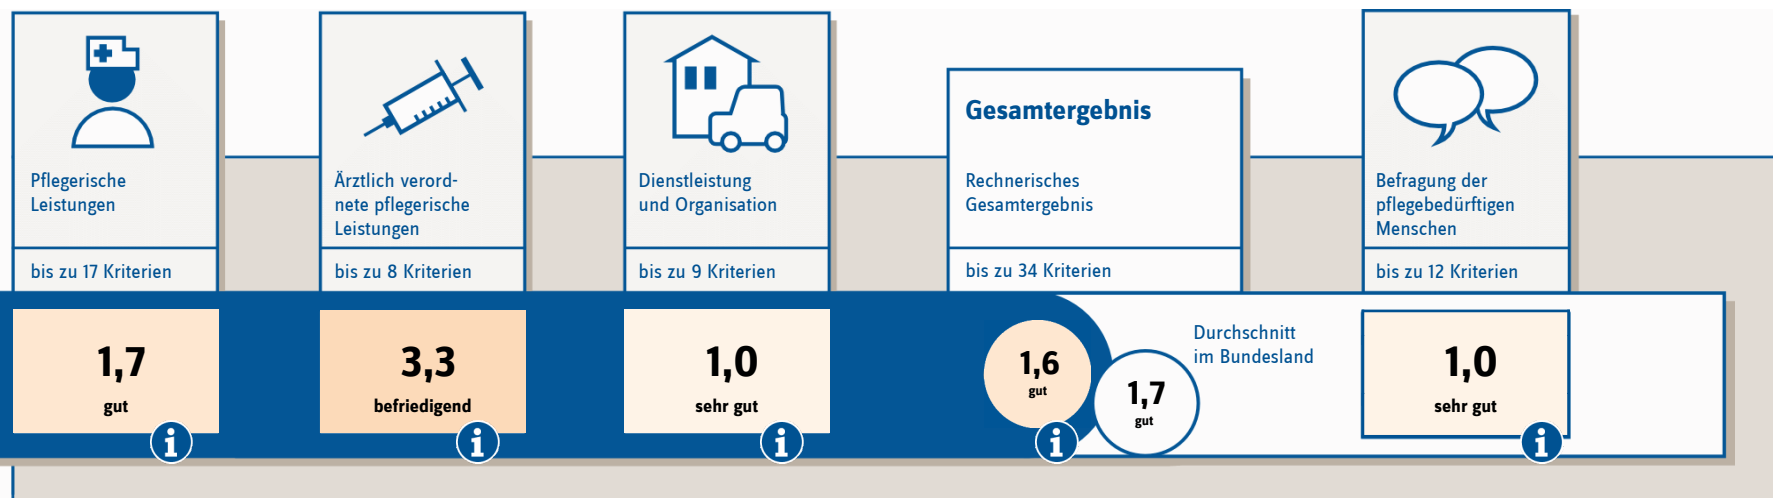 Pflegerische
Leistungen
bis zu 17 Kriterien
1,7
gut
i
Ärztlich verord-
nete pflegerische
Leistungen
bis zu 8 Kriterien
3,3
befriedigend
i
Dienstleistung
und Organisation
bis zu 9 Kriterien
1,0
sehr gut
i
Gesamtergebnis
Rechnerisches
Gesamtergebnis
bis zu 34 Kriterien
1,6
gut
i
Durchschnitt
im Bundesland
1,7
gut
Befragung der
pflegebedürftigen
Menschen
bis zu 12 Kriterien
1,0
sehr gut
i